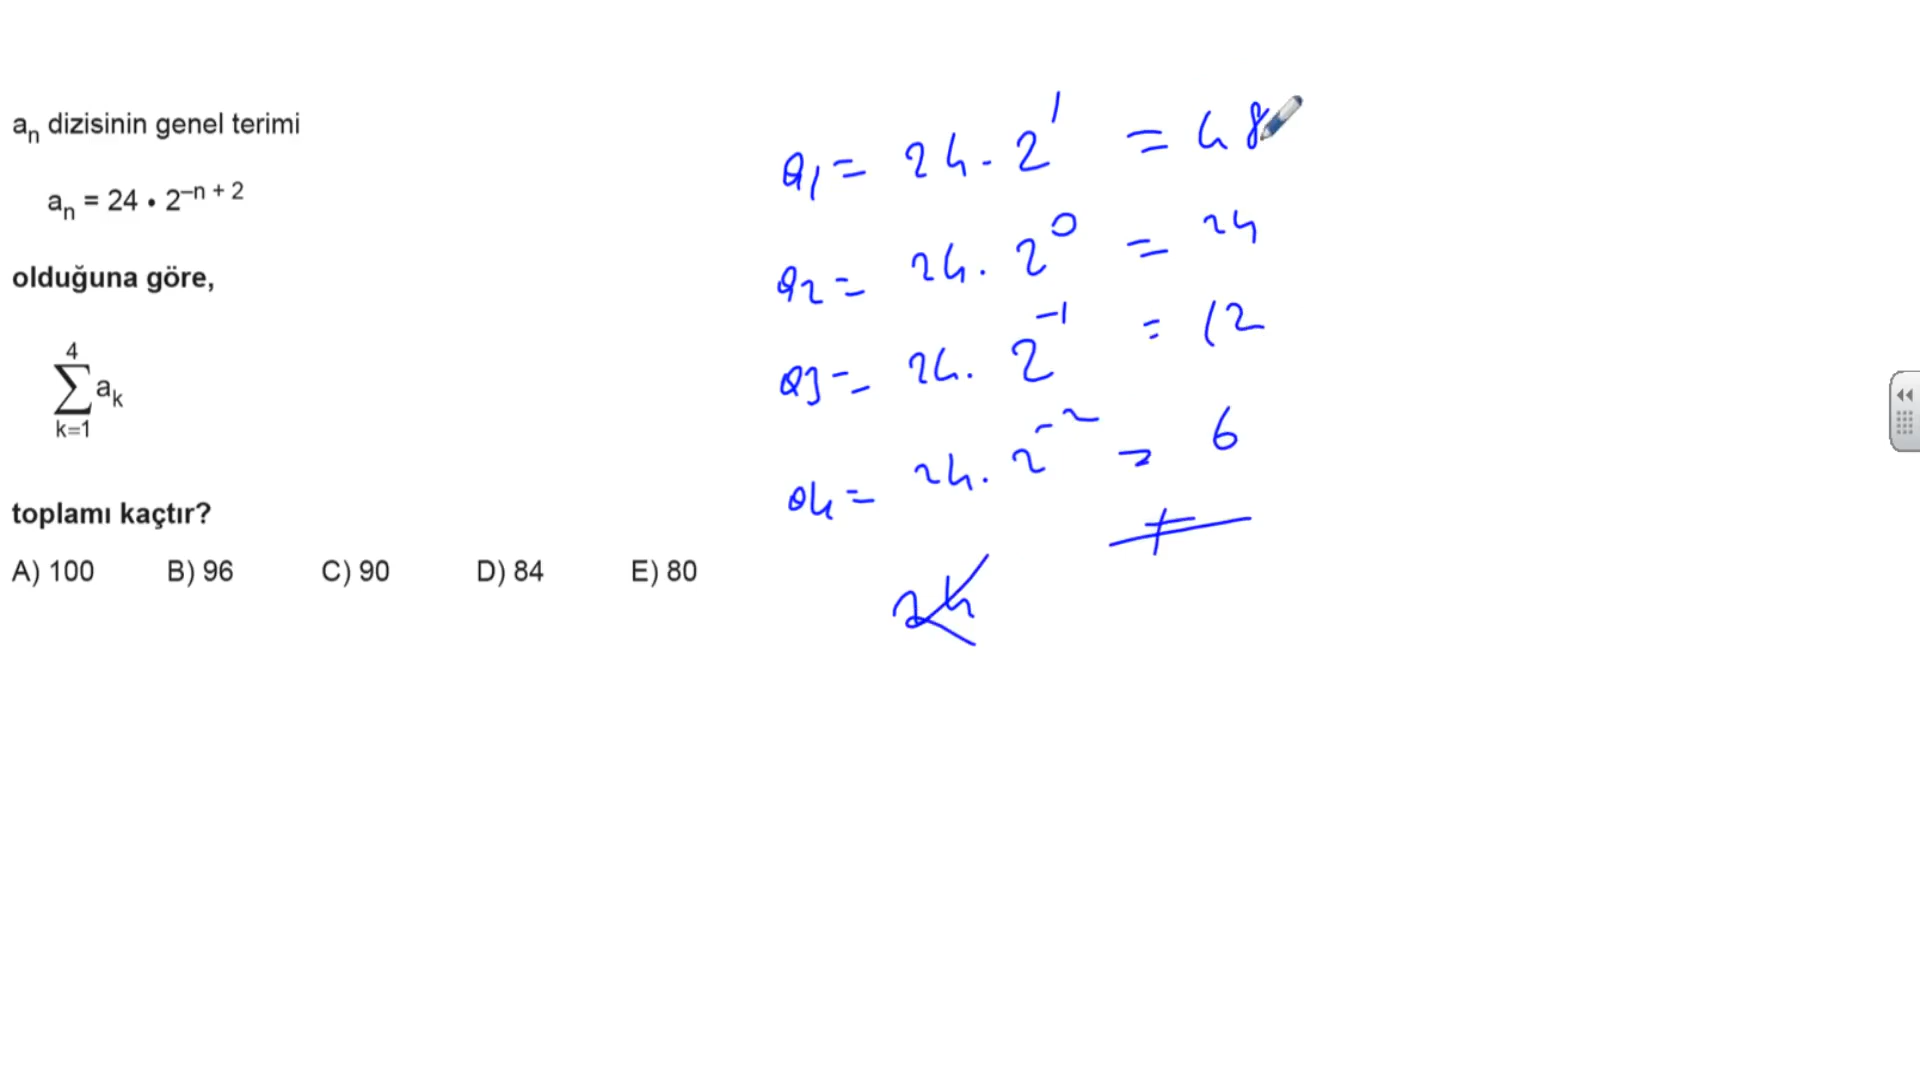 aₙ dizisinin genel terimi
aₙ = 24 • 2⁻ⁿ ⁺ ²
olduğuna göre,
4
∑ aₖ
k=1
toplamı kaçtır?
A) 100 B) 96 C) 90 D) 84 E) 80
a₁ = 24 . 2¹ = 48
a₂ = 24 . 2⁰ = 24
a₃ = 24 . 2⁻¹ = 12
a₄ = 24 . 2⁻² = 6
+
24